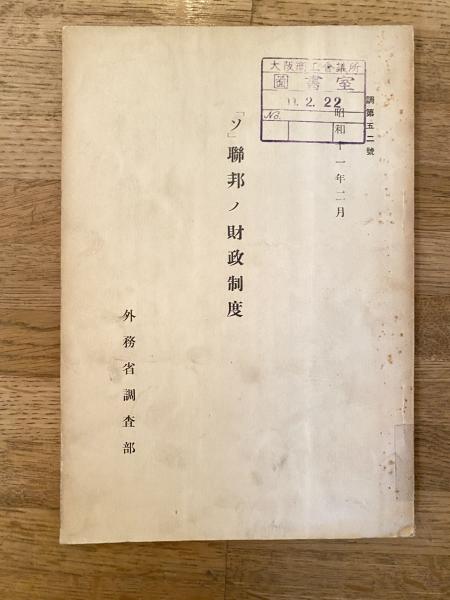 大阪商工會議所
圖書室
11.2.22
No.
調第五二號
昭和十一年二月
「ソ」聯邦ノ財政制度
外務省調査部